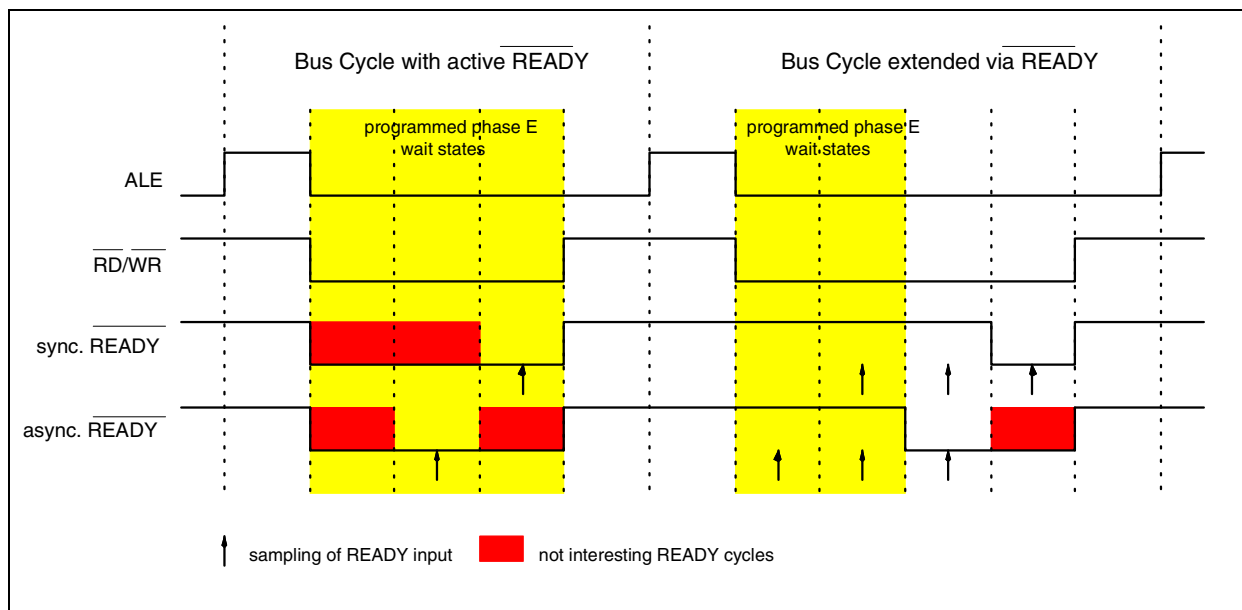 Bus Cycle with active READY
Bus Cycle extended via READY
programmed phase E
wait states
programmed phase E
wait states
ALE
RD/WR
sync. READY
async. READY
sampling of READY input
not interesting READY cycles